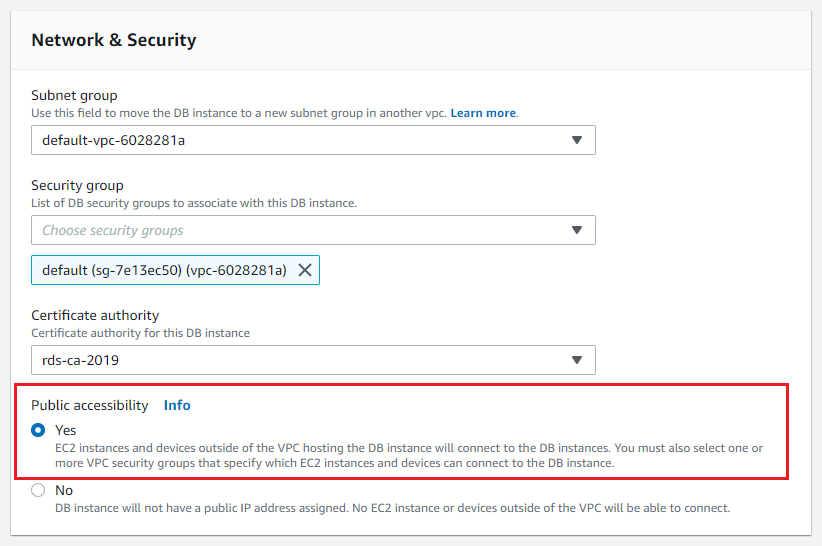 Network & Security
Subnet group
Use this field to move the DB instance to a new subnet group in another vpc. Learn more.
default-vpc-6028281a
Security group
List of DB security groups to associate with this DB instance.
Choose security groups
default (sg-7e13ec50) (vpc-6028281a)
Certificate authority
Certificate authority for this DB instance
rds-ca-2019
Public accessibility Info
Yes
EC2 instances and devices outside of the VPC hosting the DB instance will connect to the DB instances. You must also select one or
more VPC security groups that specify which EC2 instances and devices can connect to the DB instance.
No
DB instance will not have a public IP address assigned. No EC2 instance or devices outside of the VPC will be able to connect.